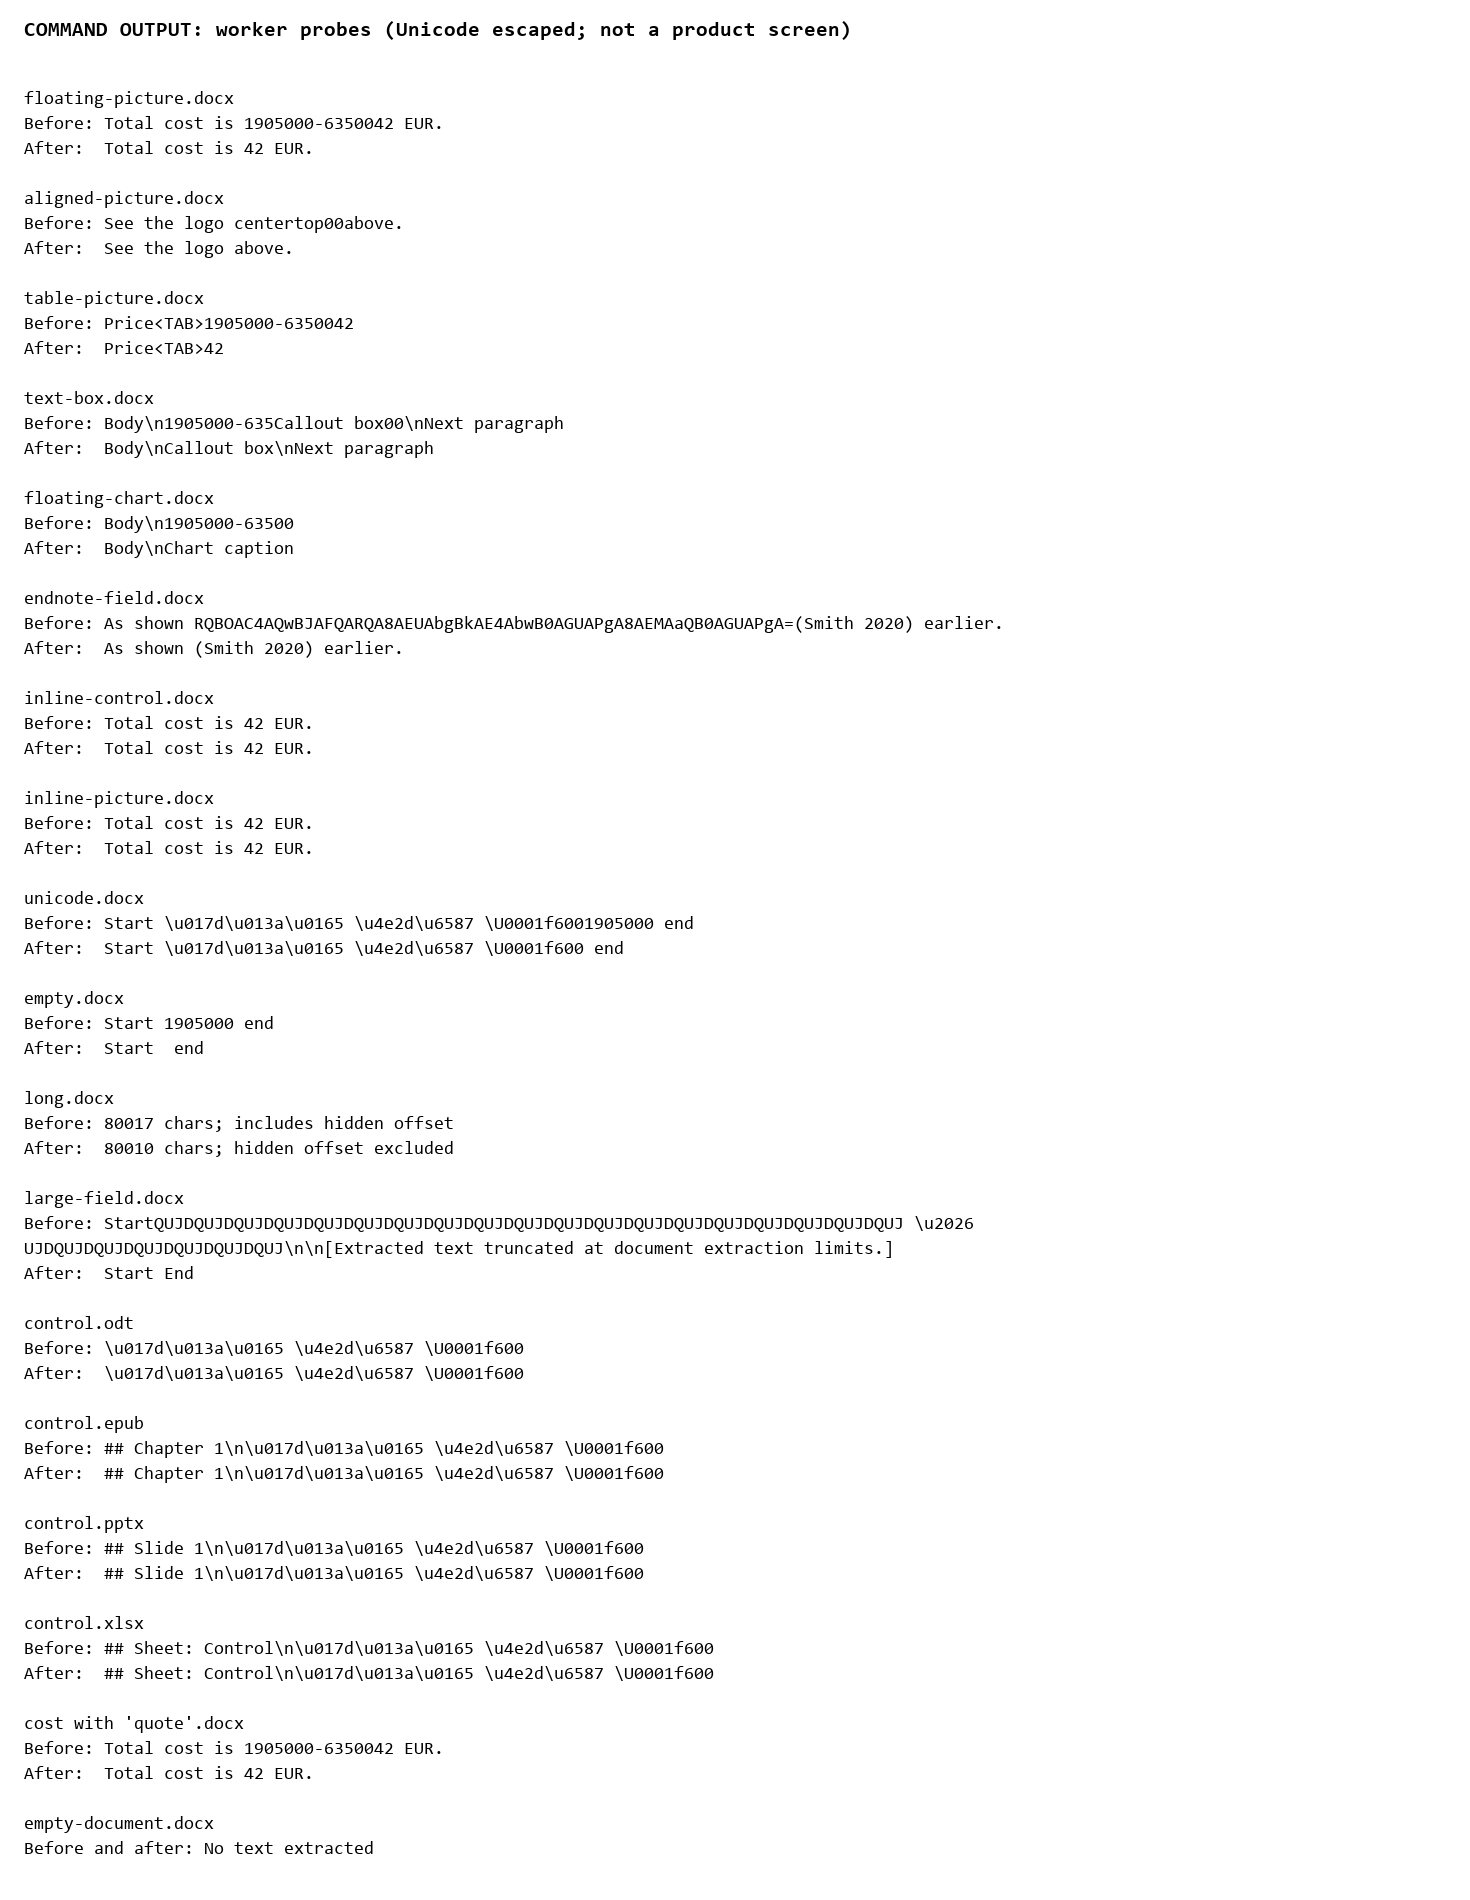 COMMAND OUTPUT: worker probes (Unicode escaped; not a product screen)
floating-picture.docx
Before: Total cost is 1905000-6350042 EUR.
After:  Total cost is 42 EUR.
aligned-picture.docx
Before: See the logo centertop00above.
After:  See the logo above.
table-picture.docx
Before: Price<TAB>1905000-6350042
After:  Price<TAB>42
text-box.docx
Before: Body\n1905000-635Callout box00\nNext paragraph
After:  Body\nCallout box\nNext paragraph
floating-chart.docx
Before: Body\n1905000-63500
After:  Body\nChart caption
endnote-field.docx
Before: As shown RQBOAC4AQwBJAFQARQA8AEUAbgBkAE4AbwB0AGUAPgA8AEMAaQB0AGUAPgA=(Smith 2020) earlier.
After:  As shown (Smith 2020) earlier.
inline-control.docx
Before: Total cost is 42 EUR.
After:  Total cost is 42 EUR.
inline-picture.docx
Before: Total cost is 42 EUR.
After:  Total cost is 42 EUR.
unicode.docx
Before: Start \u017d\u013a\u0165 \u4e2d\u6587 \U0001f6001905000 end
After:  Start \u017d\u013a\u0165 \u4e2d\u6587 \U0001f600 end
empty.docx
Before: Start 1905000 end
After:  Start  end
long.docx
Before: 80017 chars; includes hidden offset
After:  80010 chars; hidden offset excluded
large-field.docx
Before: StartQUJDQUJDQUJDQUJDQUJDQUJDQUJDQUJDQUJDQUJDQUJDQUJDQUJDQUJDQUJDQUJDQUJDQUJDQUJ \u2026
UJDQUJDQUJDQUJDQUJDQUJDQUJ\n\n[Extracted text truncated at document extraction limits.]
After:  Start End
control.odt
Before: \u017d\u013a\u0165 \u4e2d\u6587 \U0001f600
After:  \u017d\u013a\u0165 \u4e2d\u6587 \U0001f600
control.epub
Before: ## Chapter 1\n\u017d\u013a\u0165 \u4e2d\u6587 \U0001f600
After:  ## Chapter 1\n\u017d\u013a\u0165 \u4e2d\u6587 \U0001f600
control.pptx
Before: ## Slide 1\n\u017d\u013a\u0165 \u4e2d\u6587 \U0001f600
After:  ## Slide 1\n\u017d\u013a\u0165 \u4e2d\u6587 \U0001f600
control.xlsx
Before: ## Sheet: Control\n\u017d\u013a\u0165 \u4e2d\u6587 \U0001f600
After:  ## Sheet: Control\n\u017d\u013a\u0165 \u4e2d\u6587 \U0001f600
cost with 'quote'.docx
Before: Total cost is 1905000-6350042 EUR.
After:  Total cost is 42 EUR.
empty-document.docx
Before and after: No text extracted